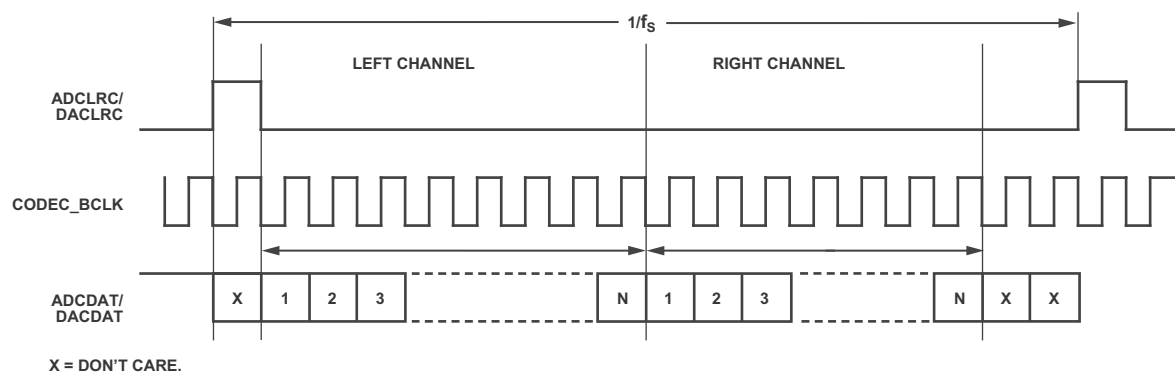 1/fS
LEFT CHANNEL
RIGHT CHANNEL
ADCLRC/
DACLRC
CODEC_BCLK
ADCDAT/
DACDAT
X 1 2 3 N 1 2 3 N X X
X = DON'T CARE.